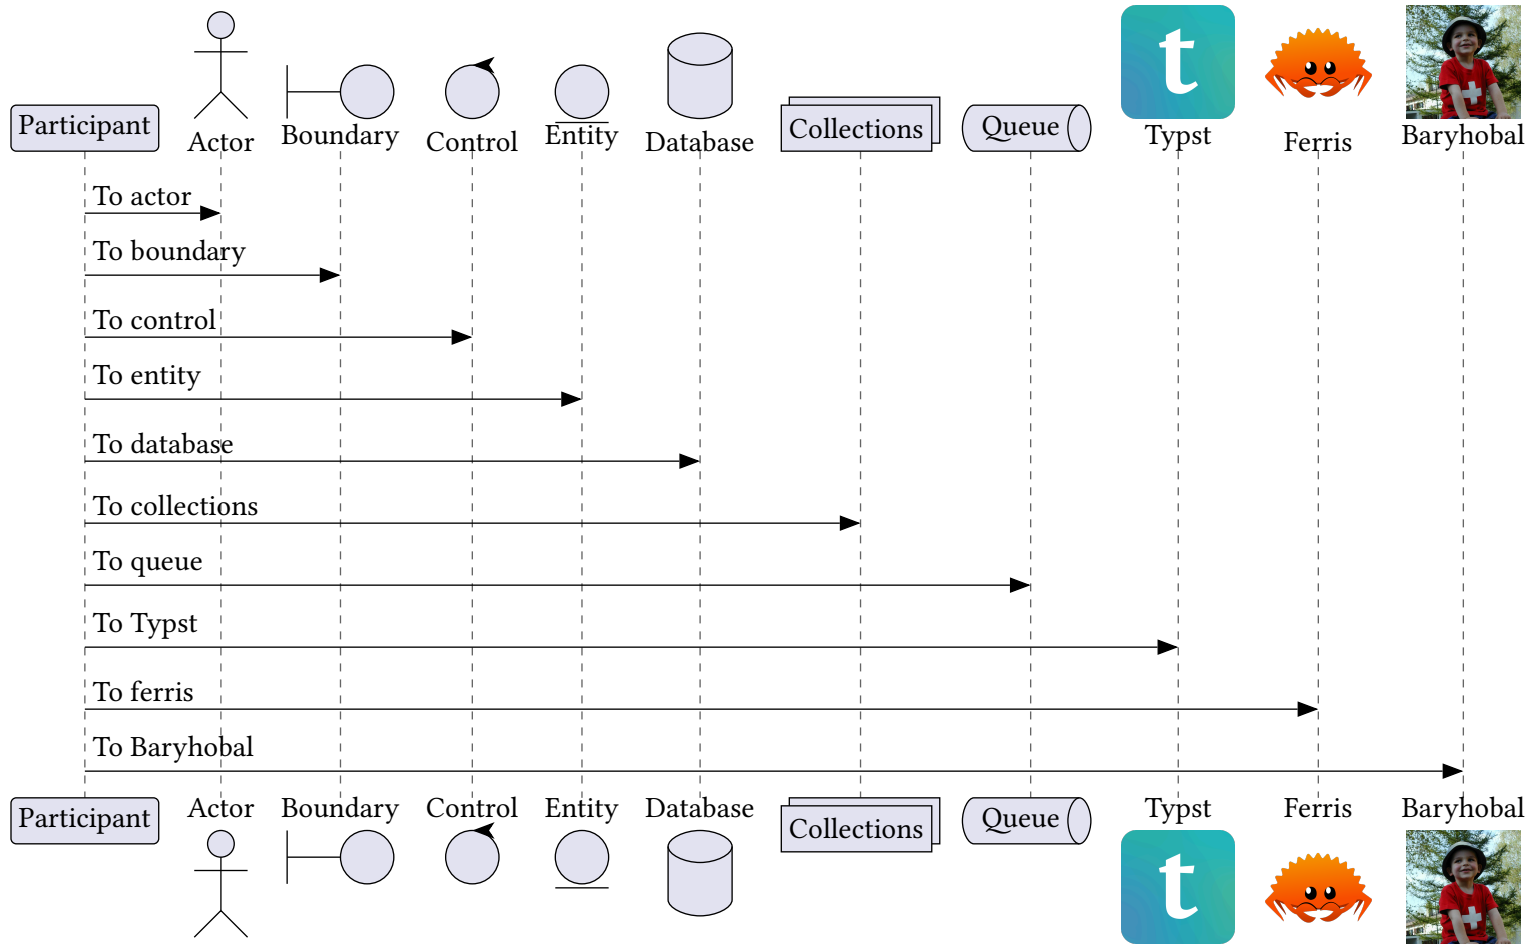 Participant
Actor
Boundary
Control
Entity
Database
Collections
Queue
t
Typst
Ferris
Baryhobal
To actor
To boundary
To control
To entity
To database
To collections
To queue
To Typst
To ferris
To Baryhobal
Participant
Actor
Boundary
Control
Entity
Database
Collections
Queue
Typst
Ferris
Baryhobal
t